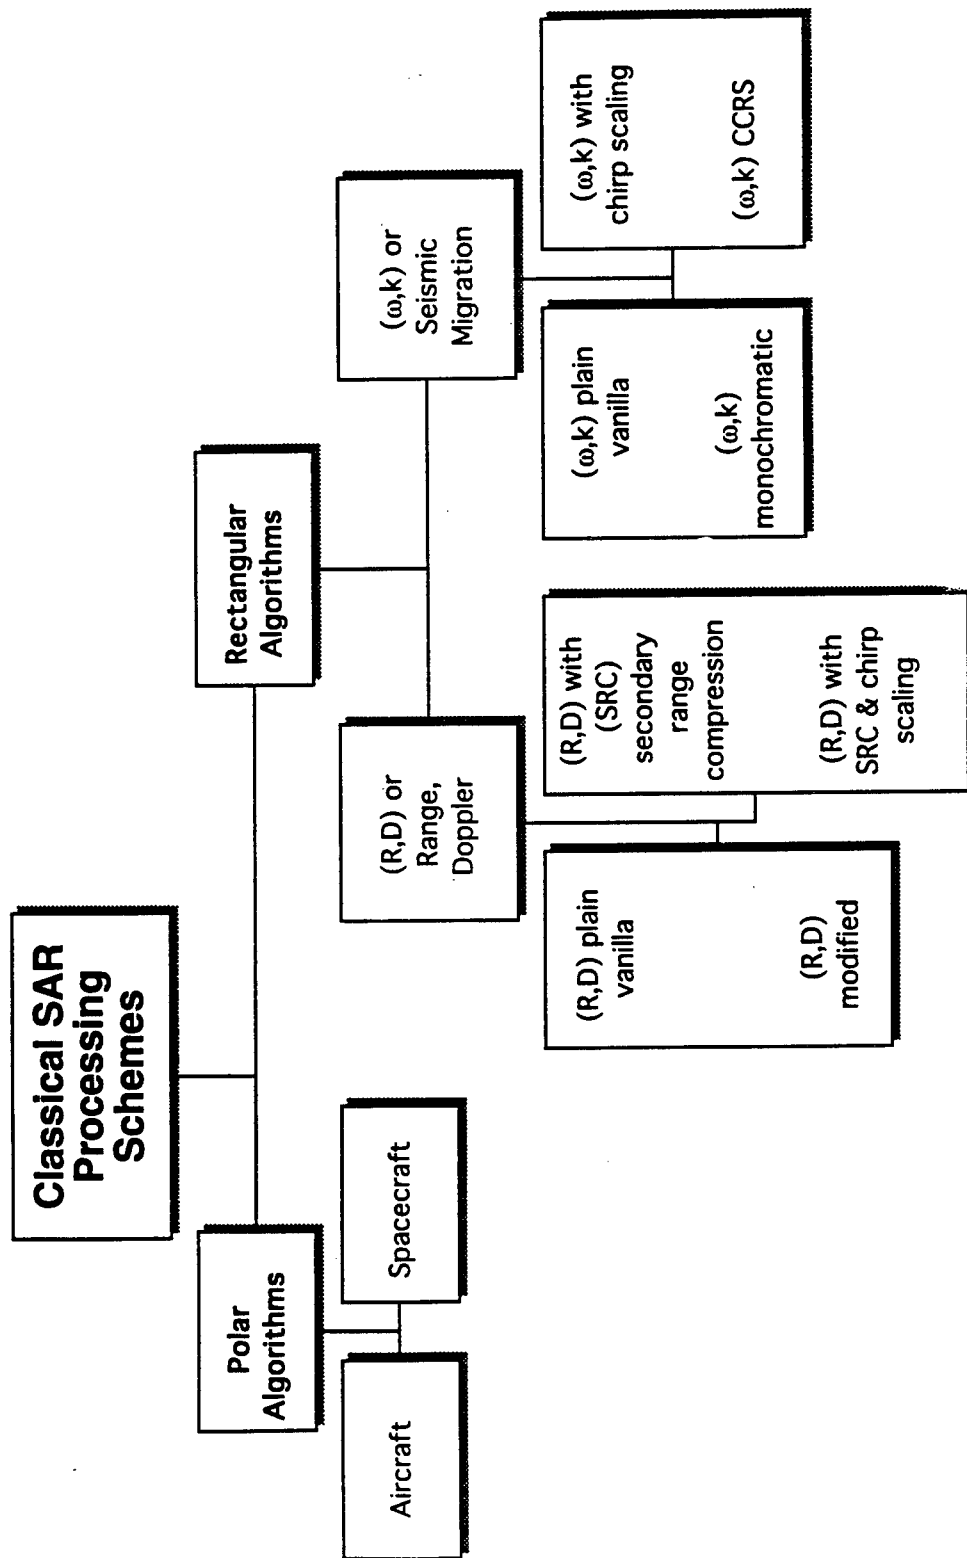 Classical SAR
Processing
Schemes
Polar
Algorithms
Rectangular
Algorithms
Aircraft
Spacecraft
(R,D) or
Range,
Doppler
(ω,k) or
Seismic
Migration
(R,D) plain
vanilla
(R,D)
modified
(R,D) with
(SRC)
secondary
range
compression
(R,D) with
SRC & chirp
scaling
(ω,k) plain
vanilla
(ω,k)
monochromatic
(ω,k) with
chirp scaling
(ω,k) CCRS